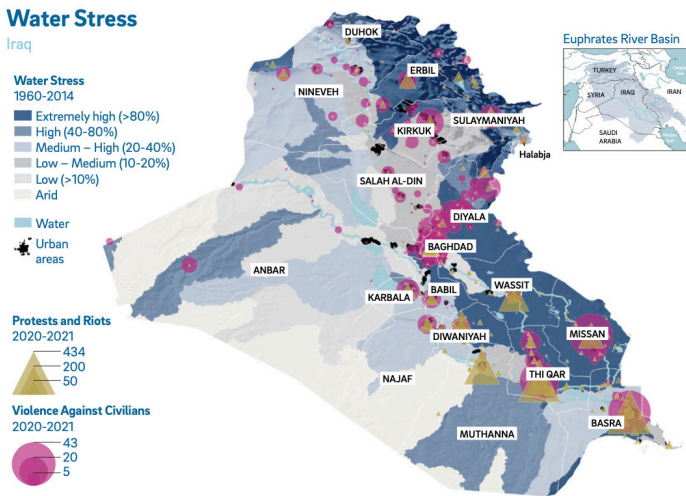 Water Stress
Iraq
Water Stress
1960-2014
Extremely high (>80%)
High (40-80%)
Medium – High (20-40%)
Low – Medium (10-20%)
Low (>10%)
Arid
Water
Urban
areas
Protests and Riots
2020-2021
434
200
50
Violence Against Civilians
2020-2021
43
20
5
DUHOK
ERBIL
NINEVEH
SULAYMANIYAH
KIRKUK
Halabja
SALAH AL-DIN
DIYALA
BAGHDAD
ANBAR
WASSIT
BABIL
KARBALA
MISSAN
DIWANIYAH
THI QAR
NAJAF
BASRA
MUTHANNA
Euphrates River Basin
TURKEY
SYRIA
IRAQ
IRAN
SAUDI
ARABIA